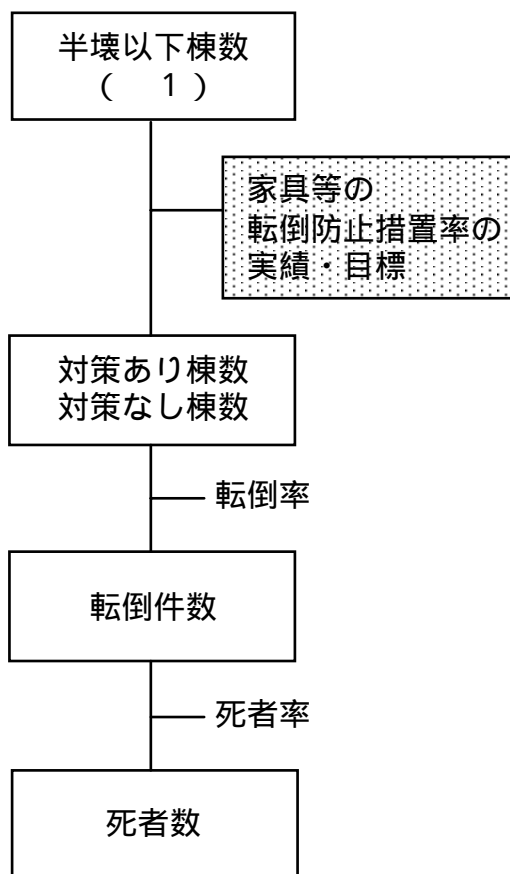 半壊以下棟数
(　1)
家具等の
転倒防止措置率の
実績・目標
対策あり棟数
対策なし棟数
転倒率
転倒件数
死者率
死者数